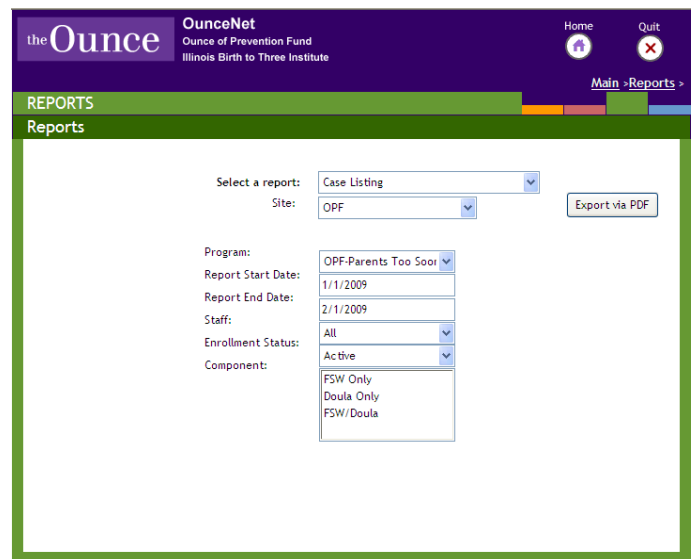 the Ounce
OunceNet
Ounce of Prevention Fund
Illinois Birth to Three Institute
Home
Quit
Main >Reports >
REPORTS
Reports
Select a report: Case Listing
Site: OPF
Export via PDF
Program: OPF-Parents Too Soor
Report Start Date: 1/1/2009
Report End Date: 2/1/2009
Staff: All
Enrollment Status: Active
Component: FSW Only
Doula Only
FSW/Doula